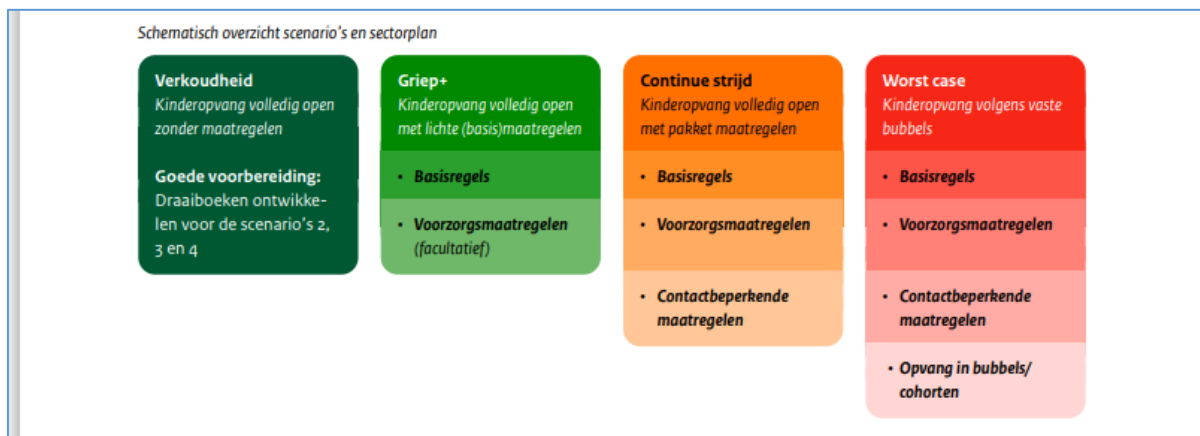 Schematisch overzicht scenario's en sectorplan
Verkoudheid
Kinderopvang volledig open
zonder maatregelen
Goede voorbereiding:
Draaiboeken ontwikke-
len voor de scenario's 2,
3 en 4
Griep+
Kinderopvang volledig open
met lichte (basis)maatregelen
• Basisregels
• Voorzorgsmaatregelen
(facultatief)
Continue strijd
Kinderopvang volledig open
met pakket maatregelen
• Basisregels
• Voorzorgsmaatregelen
• Contactbeperkende
maatregelen
Worst case
Kinderopvang volgens vaste
bubbels
• Basisregels
• Voorzorgsmaatregelen
• Contactbeperkende
maatregelen
• Opvang in bubbels/
cohorten